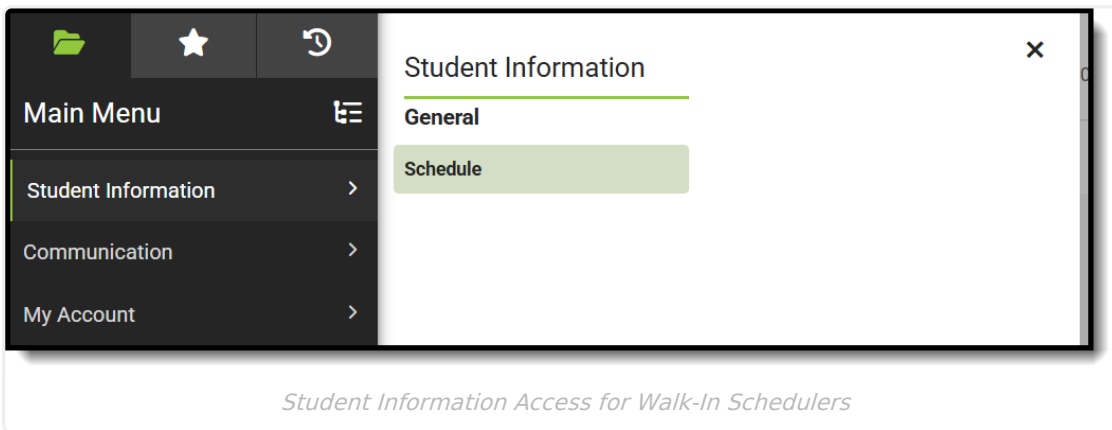 Main Menu
Student Information
Communication
My Account
Student Information
General
Schedule
Student Information Access for Walk-In Schedulers